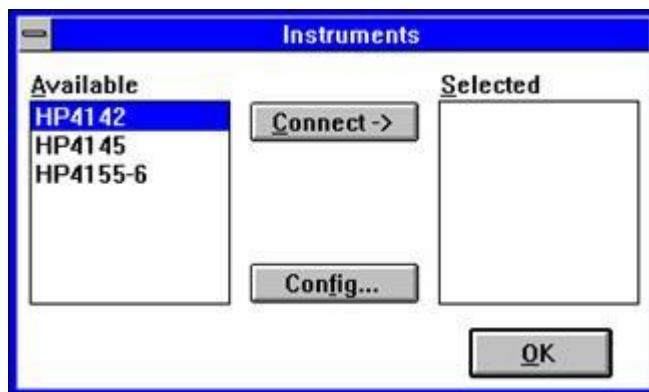 Instruments
Available
Selected
HP4142
HP4145
HP4155-6
Connect ->
Config...
OK